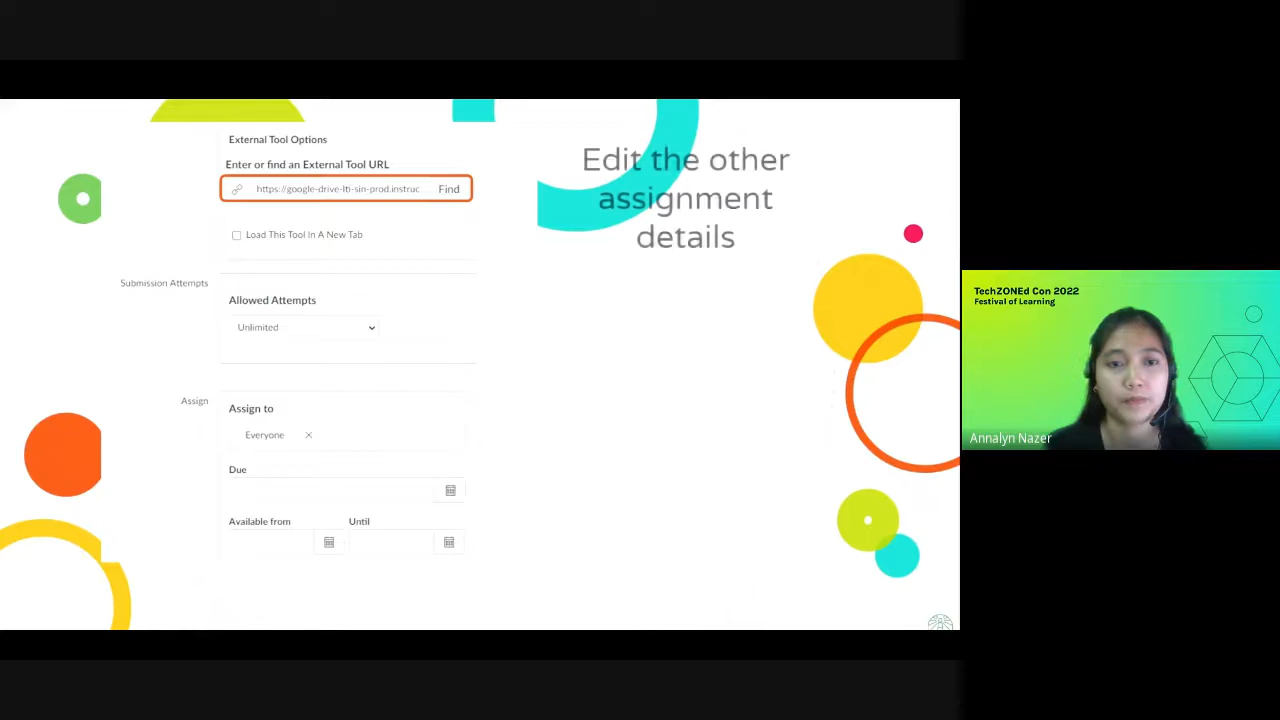 External Tool Options
Enter or find an External Tool URL
https://google-drive-lti-sin-prod.instruc Find
Load This Tool In A New Tab
Submission Attempts
Allowed Attempts
Unlimited
Assign
Assign to
Everyone
Due
Available from Until
Edit the other
assignment
details
TechZONEd Con 2022
Festival of Learning
Annalyn Nazer